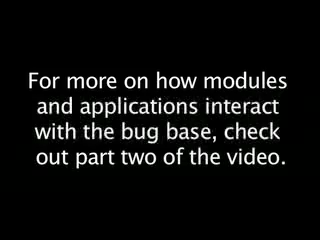 For more on how modules
and applications interact
with the bug base, check
out part two of the video.